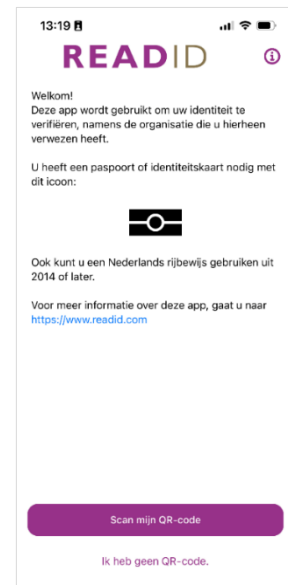 13:19
READID
Welkom!
Deze app wordt gebruikt om uw identiteit te
verifiëren, namens de organisatie die u hierheen
verwezen heeft.
U heeft een paspoort of identiteitskaart nodig met
dit icoon:
Ook kunt u een Nederlands rijbewijs gebruiken uit
2014 of later.
Voor meer informatie over deze app, gaat u naar
https://www.readid.com
Scan mijn QR-code
Ik heb geen QR-code.